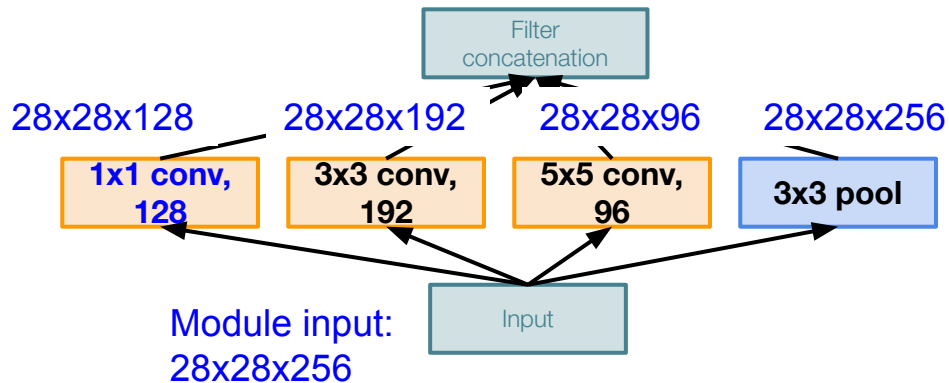 Filter
concatenation
28x28x128
28x28x192
28x28x96
28x28x256
1x1 conv,
128
3x3 conv,
192
5x5 conv,
96
3x3 pool
Input
Module input:
28x28x256